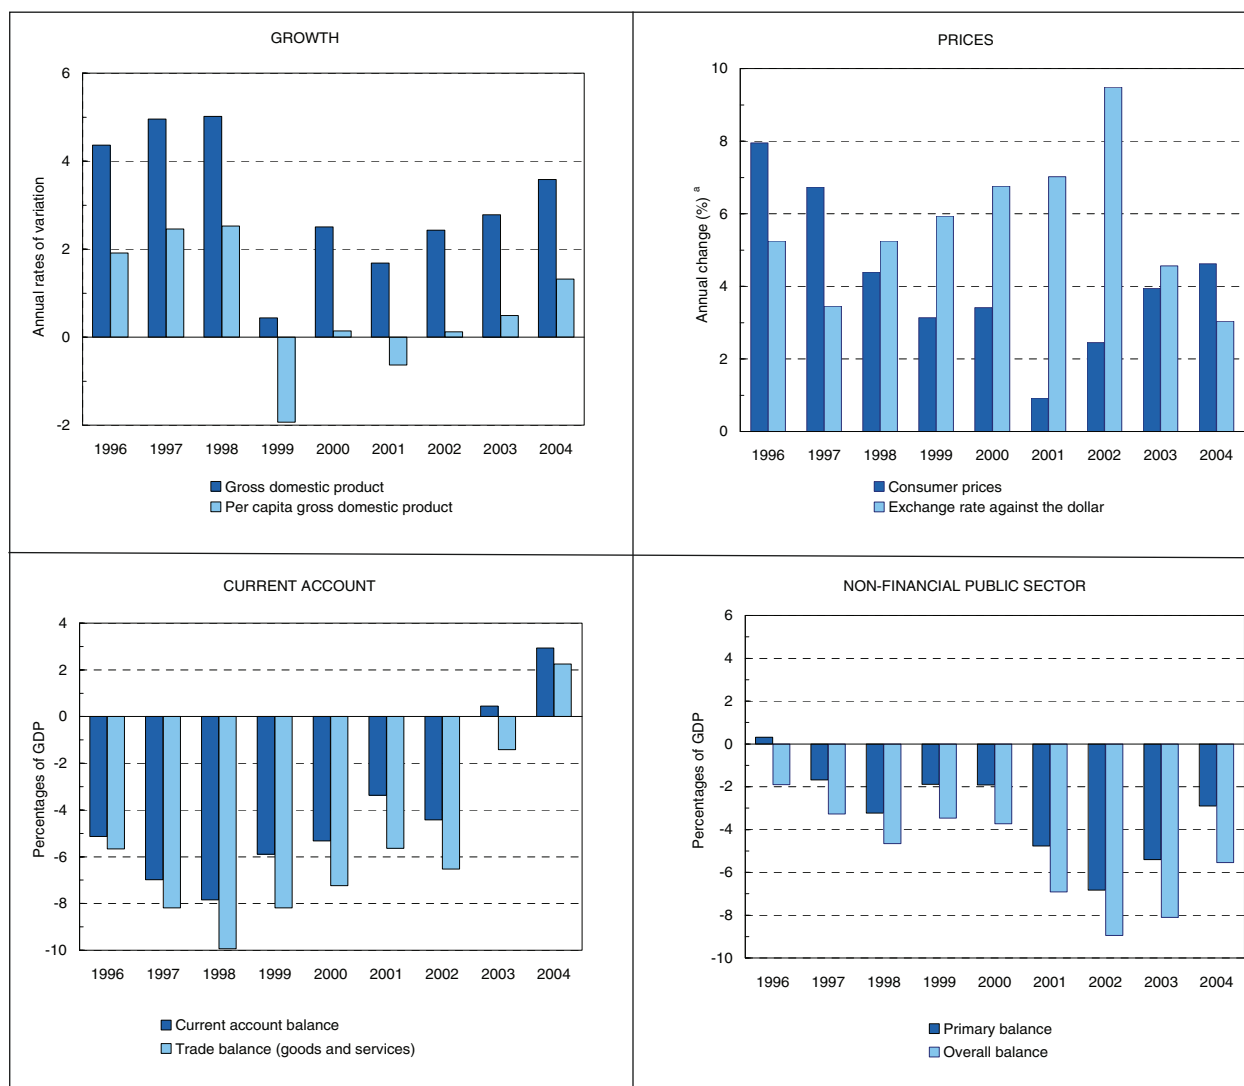 GROWTH
6
4
2
0
-2
Annual rates of variation
1996 1997 1998 1999 2000 2001 2002 2003 2004
Gross domestic product
Per capita gross domestic product
PRICES
10
8
6
4
2
0
Annual change (%) a
1996 1997 1998 1999 2000 2001 2002 2003 2004
Consumer prices
Exchange rate against the dollar
CURRENT ACCOUNT
4
2
0
-2
-4
-6
-8
-10
Percentages of GDP
1996 1997 1998 1999 2000 2001 2002 2003 2004
Current account balance
Trade balance (goods and services)
NON-FINANCIAL PUBLIC SECTOR
6
4
2
0
-2
-4
-6
-8
-10
Percentages of GDP
1996 1997 1998 1999 2000 2001 2002 2003 2004
Primary balance
Overall balance